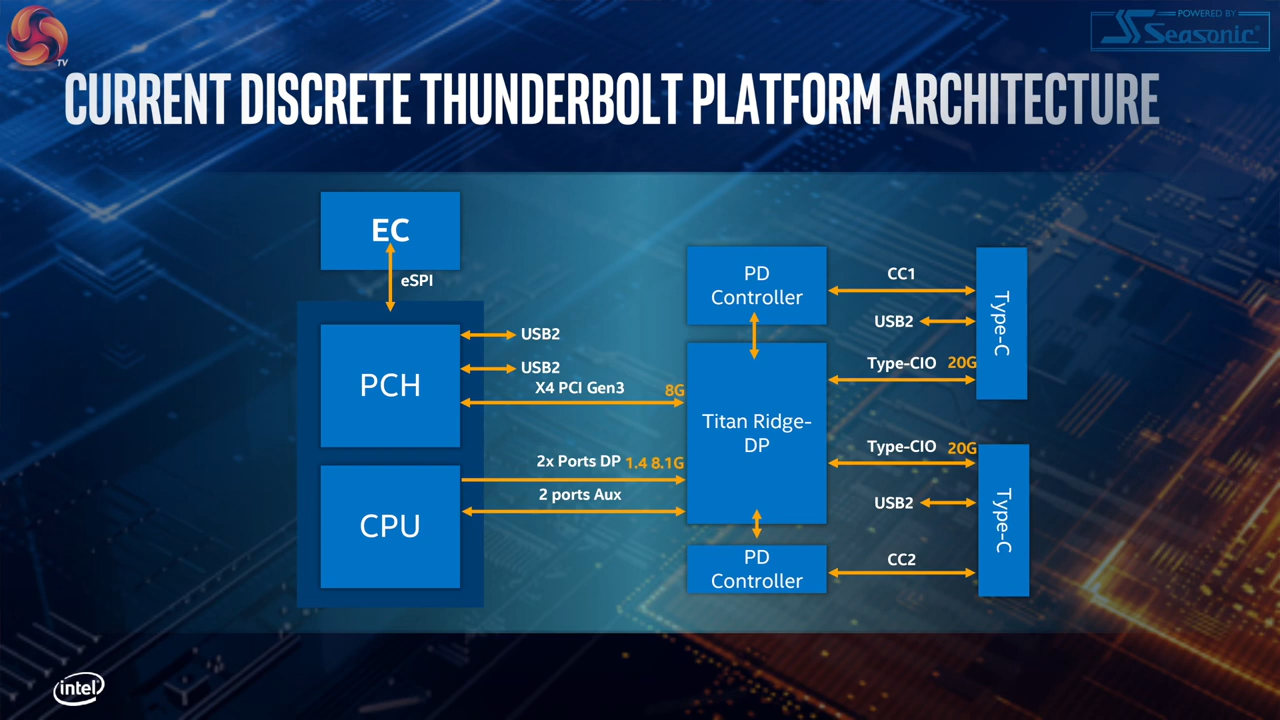 TV
POWERED BY
Seasonic
CURRENT DISCRETE THUNDERBOLT PLATFORM ARCHITECTURE
EC
eSPI
PCH
CPU
USB2
USB2
X4 PCI Gen3
8G
2x Ports DP 1.4 8.1G
2 ports Aux
PD
Controller
Titan Ridge-
DP
PD
Controller
CC1
USB2
Type-CIO 20G
Type-C
Type-CIO 20G
USB2
CC2
Type-C
intel